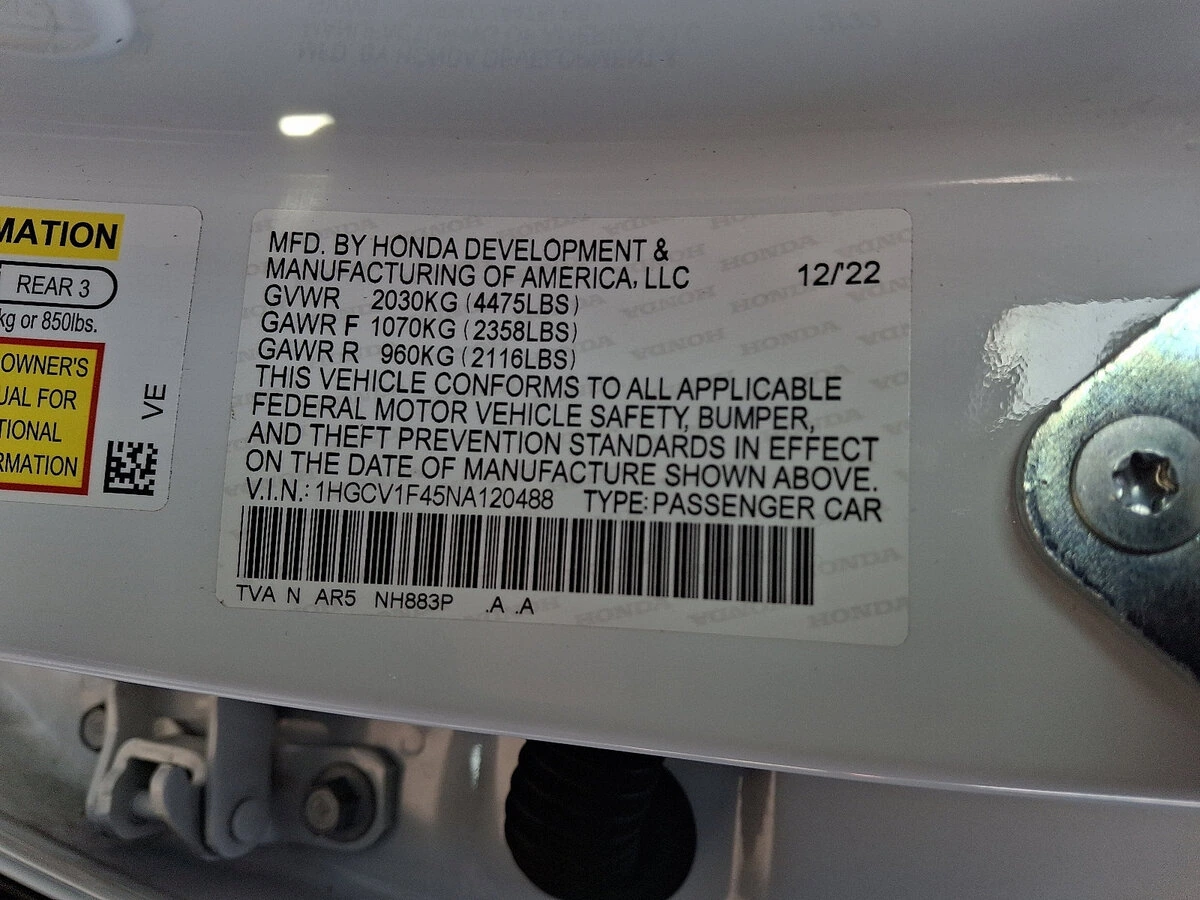 MATION
REAR 3
kg or 850lbs.
OWNER'S
UAL FOR
TIONAL
RMATION
VE
MFD. BY HONDA DEVELOPMENT &
MANUFACTURING OF AMERICA, LLC 12/'22
GVWR 2030KG (4475LBS)
GAWR F 1070KG (2358LBS)
GAWR R 960KG (2116LBS)
THIS VEHICLE CONFORMS TO ALL APPLICABLE
FEDERAL MOTOR VEHICLE SAFETY, BUMPER,
AND THEFT PREVENTION STANDARDS IN EFFECT
ON THE DATE OF MANUFACTURE SHOWN ABOVE.
V.I.N.: 1HGCV1F45NA120488 TYPE: PASSENGER CAR
TVA N AR5 NH883P .A .A